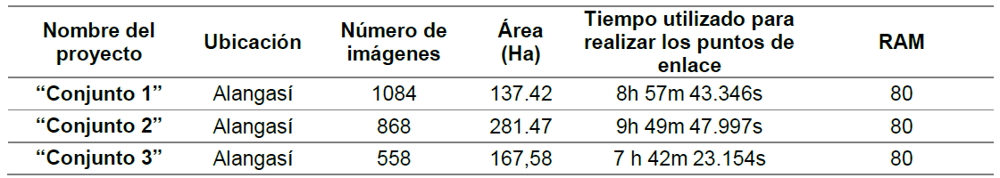 Nombre del proyecto Ubicación Número de imágenes Área (Ha) Tiempo utilizado para realizar los puntos de enlace RAM
“Conjunto 1” Alangasí 1084 137.42 8h 57m 43.346s 80
“Conjunto 2” Alangasí 868 281.47 9h 49m 47.997s 80
“Conjunto 3” Alangasí 558 167,58 7 h 42m 23.154s 80